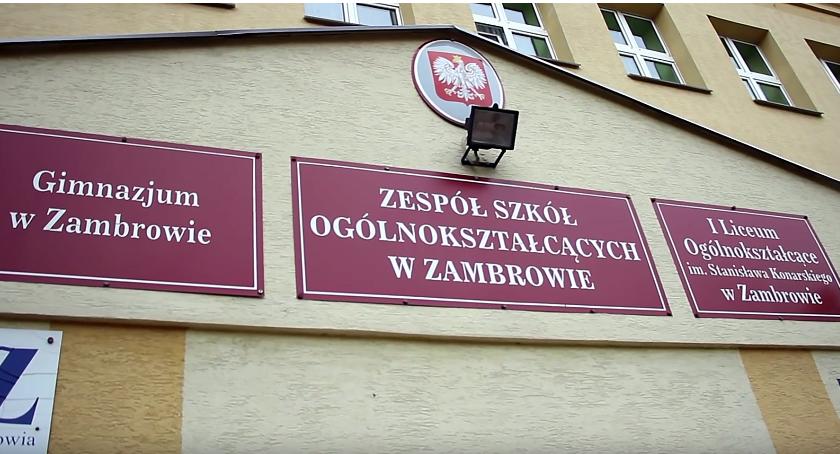 Gimnazjum
w Zambrowie
ZESPÓŁ SZKÓŁ
OGÓLNOKSZTAŁCĄCYCH
W ZAMBROWIE
I Liceum
Ogólnokształcące
im. Stanisława Konarskiego
w Zambrowie
Z